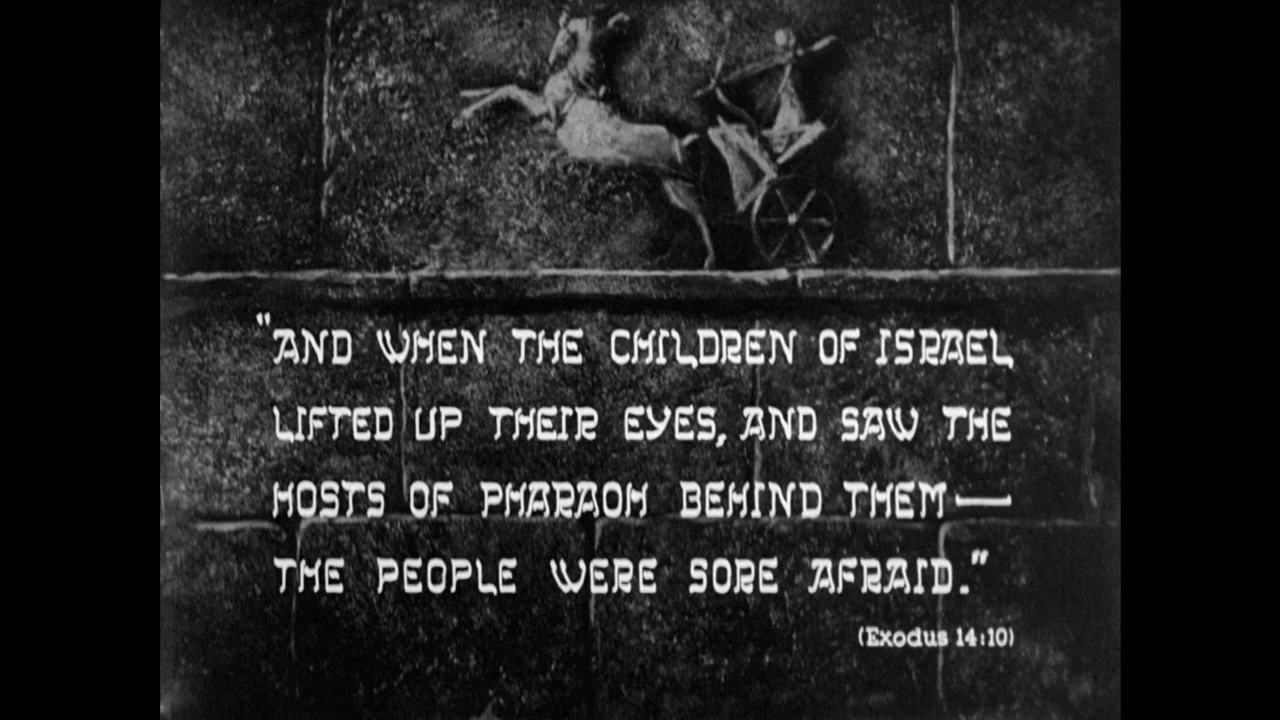 "AND WHEN THE CHILDREN OF ISRAEL
LIFTED UP THEIR EYES, AND SAW THE
HOSTS OF PHARAOH BEHIND THEM—
THE PEOPLE WERE SORE AFRAID."
(Exodus 14:10)